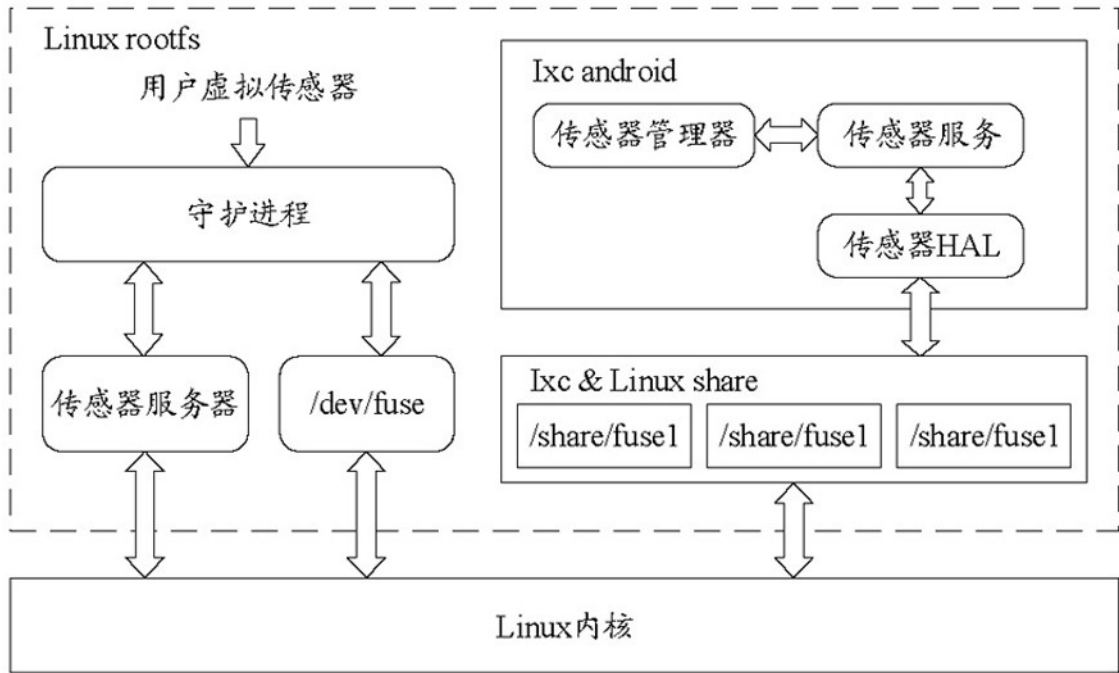 Linux rootfs
用户虚拟传感器
守护进程
传感器服务器
/dev/fuse
Ixc android
传感器管理器
传感器服务
传感器HAL
Ixc & Linux share
/share/fuse1
/share/fuse1
/share/fuse1
Linux内核